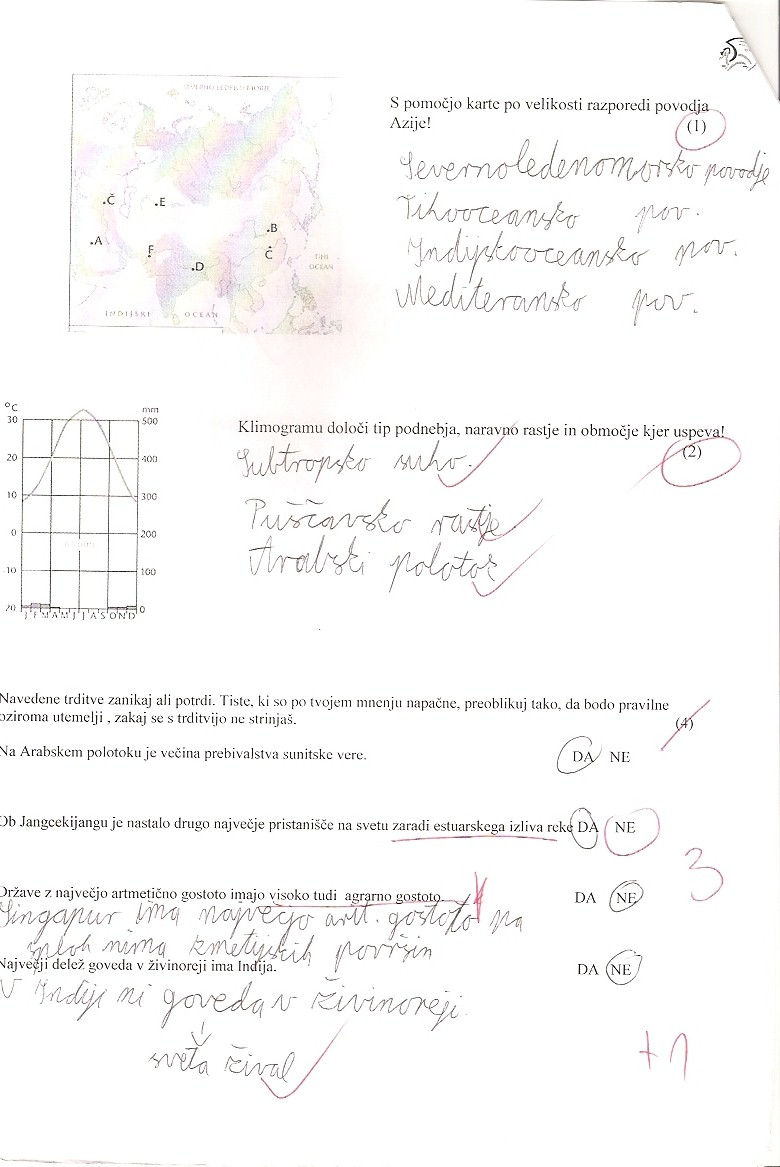 5
SEVERNO LEDENO MORJE
S pomočjo karte po velikosti razporedi povodja
Azije!
(1)
Severnoledenomorsko povodje
Tihooceansko pov.
Indijskooceansko pov.
Mediteransko pov.
.Č
.E
.A
.F
.D
.B
Č
TIHI
OCEAN
INDIJSKI OCEAN
°C
mm
30
500
20
400
10
300
0
200
-10
100
20
0
J F M A M J J A S O N D
Klimogramu določi tip podnebja, naravno rastje in območje kjer uspeva!
(2)
Subtropsko suho.
Puščavsko rastje
Arabski polotok
Navedene trditve zanikaj ali potrdi. Tiste, ki so po tvojem mnenju napačne, preoblikuj tako, da bodo pravilne
oziroma utemelji , zakaj se s trditvijo ne strinjaš.
(4)
Na Arabskem polotoku je večina prebivalstva sunitske vere.
DA NE
Ob Jangcekijangu je nastalo drugo največje pristanišče na svetu zaradi estuarskega izliva reke
DA NE
3
Države z največjo artmetično gostoto imajo visoko tudi agrarno gostoto.
DA NE
Singapur ima največjo arit. gostoto pa
sploh nima kmetijskih površin
Največji delež goveda v živinoreji ima Indija.
DA NE
V Indiji ni goveda v živinoreji.
sveta žival
+1